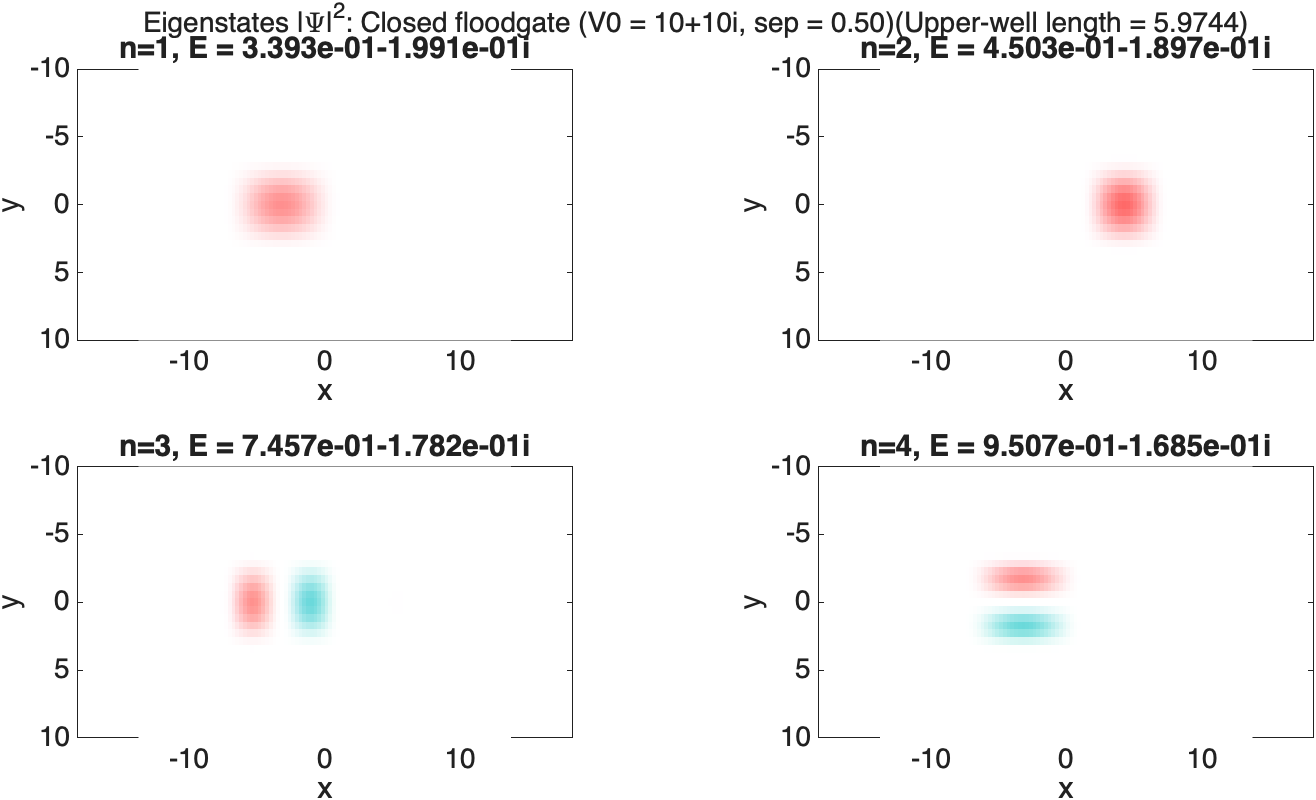 Eigenstates |Ψ|²: Closed floodgate (V0 = 10+10i, sep = 0.50)(Upper-well length = 5.9744)
n=1, E = 3.393e-01-1.991e-01i
-10
-5
0
5
10
y
-10 0 10
x
n=2, E = 4.503e-01-1.897e-01i
-10
-5
0
5
10
y
-10 0 10
x
n=3, E = 7.457e-01-1.782e-01i
-10
-5
0
5
10
y
-10 0 10
x
n=4, E = 9.507e-01-1.685e-01i
-10
-5
0
5
10
y
-10 0 10
x